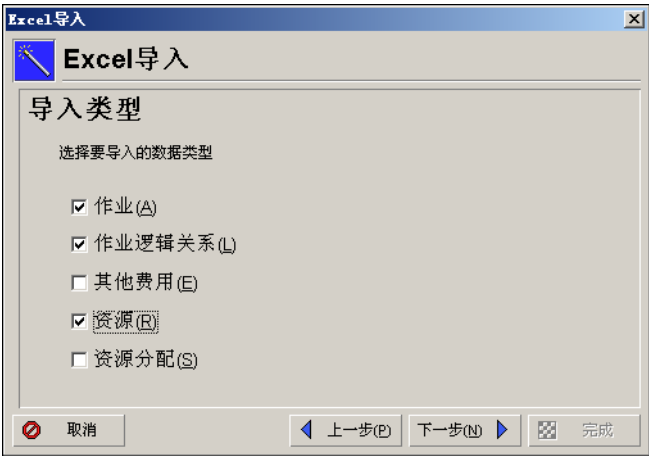 Excel导入
Excel导入
导入类型
选择要导入的数据类型
作业(A)
作业逻辑关系(L)
其他费用(E)
资源(R)
资源分配(S)
取消 上一步(P) 下一步(N) 完成